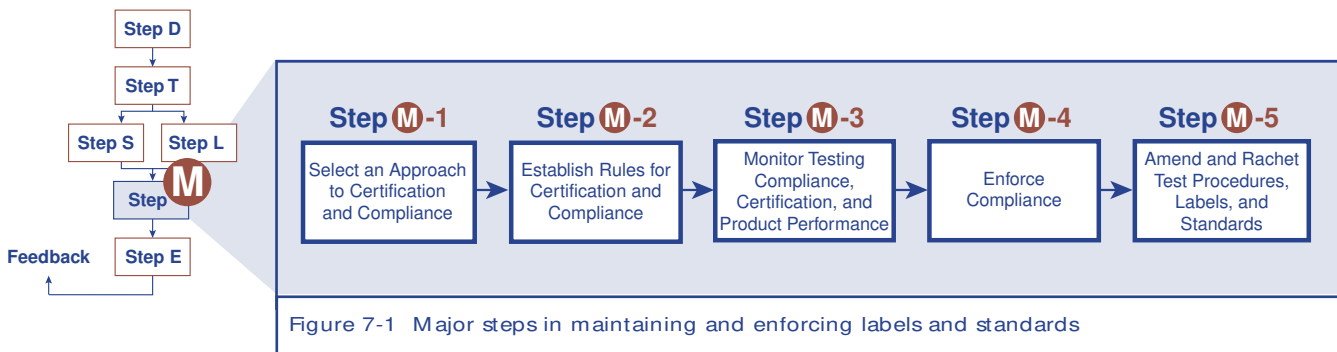 Step D
Step T
Step S
Step L
Step M
Step E
Feedback
Step M-1
Select an Approach
to Certification
and Compliance
Step M-2
Establish Rules for
Certification and
Compliance
Step M-3
Monitor Testing
Compliance,
Certification, and
Product Performance
Step M-4
Enforce
Compliance
Step M-5
Amend and Rachet
Test Procedures,
Labels, and
Standards
Figure 7-1 Major steps in maintaining and enforcing labels and standards